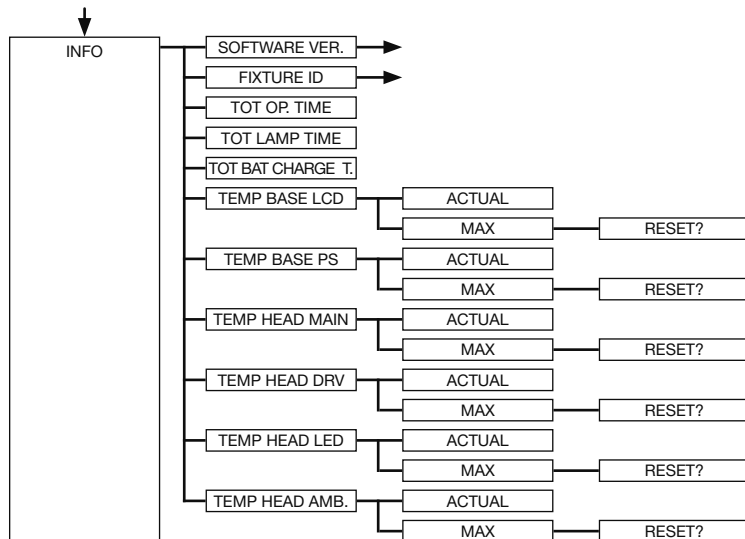 INFO
SOFTWARE VER.
FIXTURE ID
TOT OP. TIME
TOT LAMP TIME
TOT BAT CHARGE T.
TEMP BASE LCD ACTUAL
MAX RESET?
TEMP BASE PS ACTUAL
MAX RESET?
TEMP HEAD MAIN ACTUAL
MAX RESET?
TEMP HEAD DRV ACTUAL
MAX RESET?
TEMP HEAD LED ACTUAL
MAX RESET?
TEMP HEAD AMB. ACTUAL
MAX RESET?